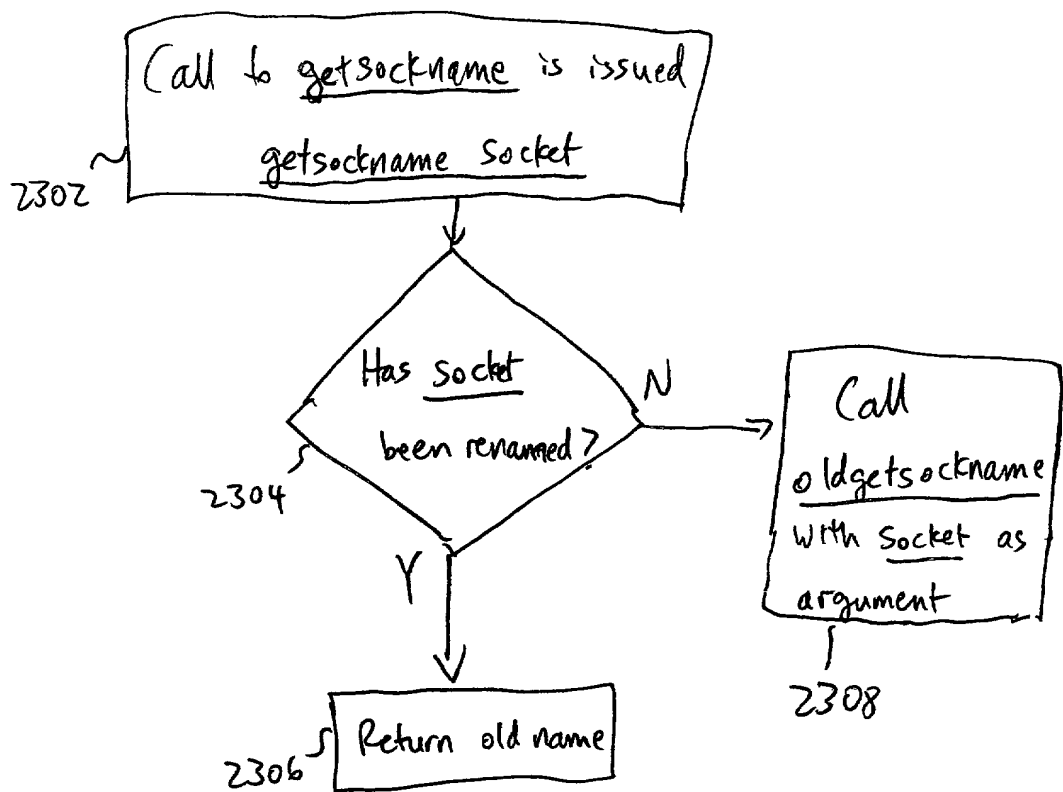 Call to getsockname is issued
getsockname socket
2302
Has socket
been renamed?
2304
N
Call
oldgetsockname
with socket as
argument
2308
Y
Return old name
2306